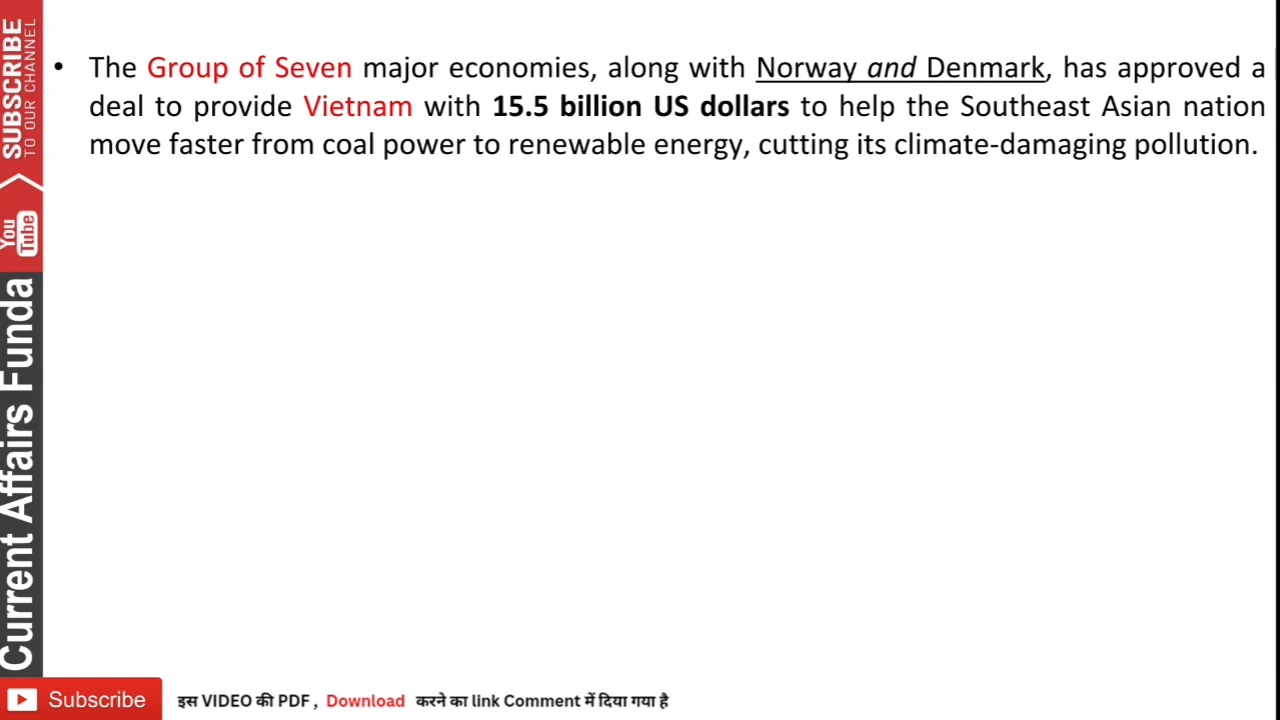 • The Group of Seven major economies, along with Norway and Denmark, has approved a
deal to provide Vietnam with 15.5 billion US dollars to help the Southeast Asian nation
move faster from coal power to renewable energy, cutting its climate-damaging pollution.
SUBSCRIBE
TO OUR CHANNEL
You
Tube
Current Affairs Funda
Subscribe
इस VIDEO की PDF , Download करने का link Comment में दिया गया है